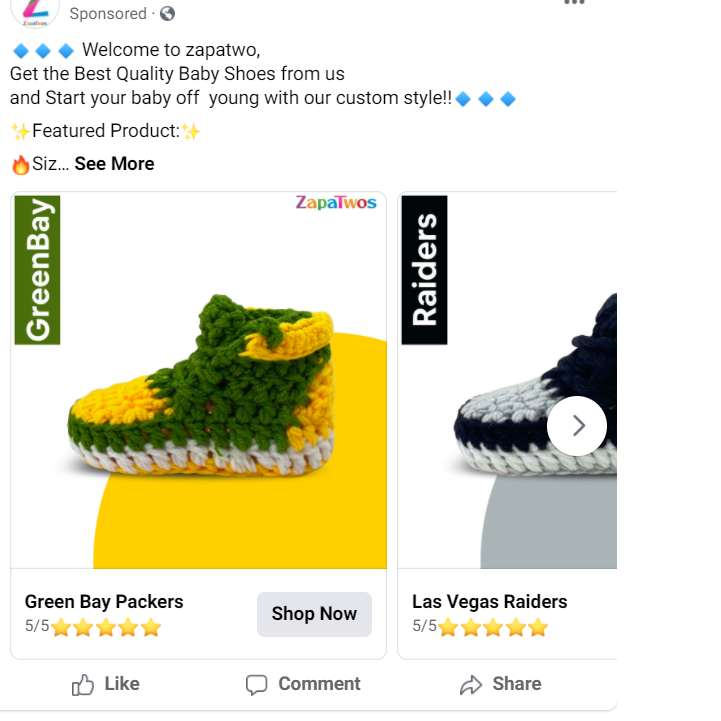 ZapaTwos
Sponsored ·
🔹🔹🔹 Welcome to zapatwo,
Get the Best Quality Baby Shoes from us
and Start your baby off  young with our custom style!!🔹🔹🔹
✨Featured Product:✨
🔥Siz... See More
GreenBay
ZapaTwos
Raiders
Green Bay Packers
5/5⭐⭐⭐⭐⭐
Shop Now
Las Vegas Raiders
5/5⭐⭐⭐⭐⭐
Like
Comment
Share